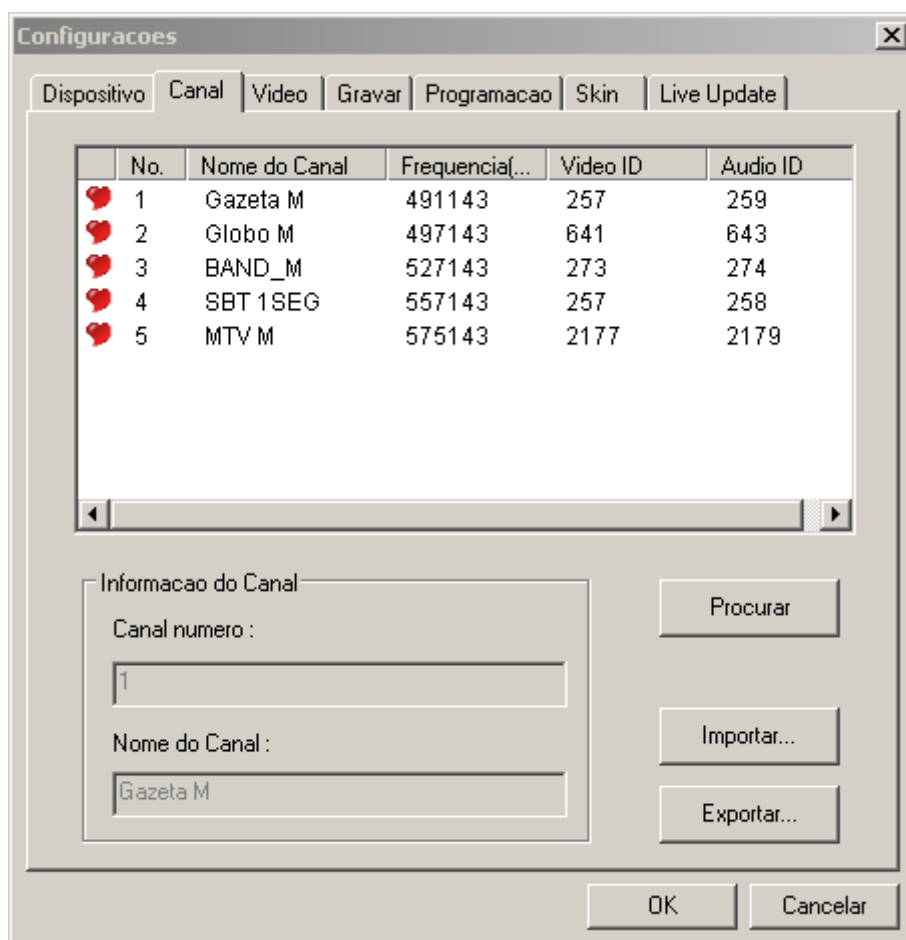 Configuracoes
Dispositivo Canal Video Gravar Programacao Skin Live Update
No. Nome do Canal Frequencia(... Video ID Audio ID
1 Gazeta M 491143 257 259
2 Globo M 497143 641 643
3 BAND_M 527143 273 274
4 SBT 1SEG 557143 257 258
5 MTV M 575143 2177 2179
Informacao do Canal
Canal numero :
1
Nome do Canal :
Gazeta M
Procurar
Importar...
Exportar...
OK Cancelar